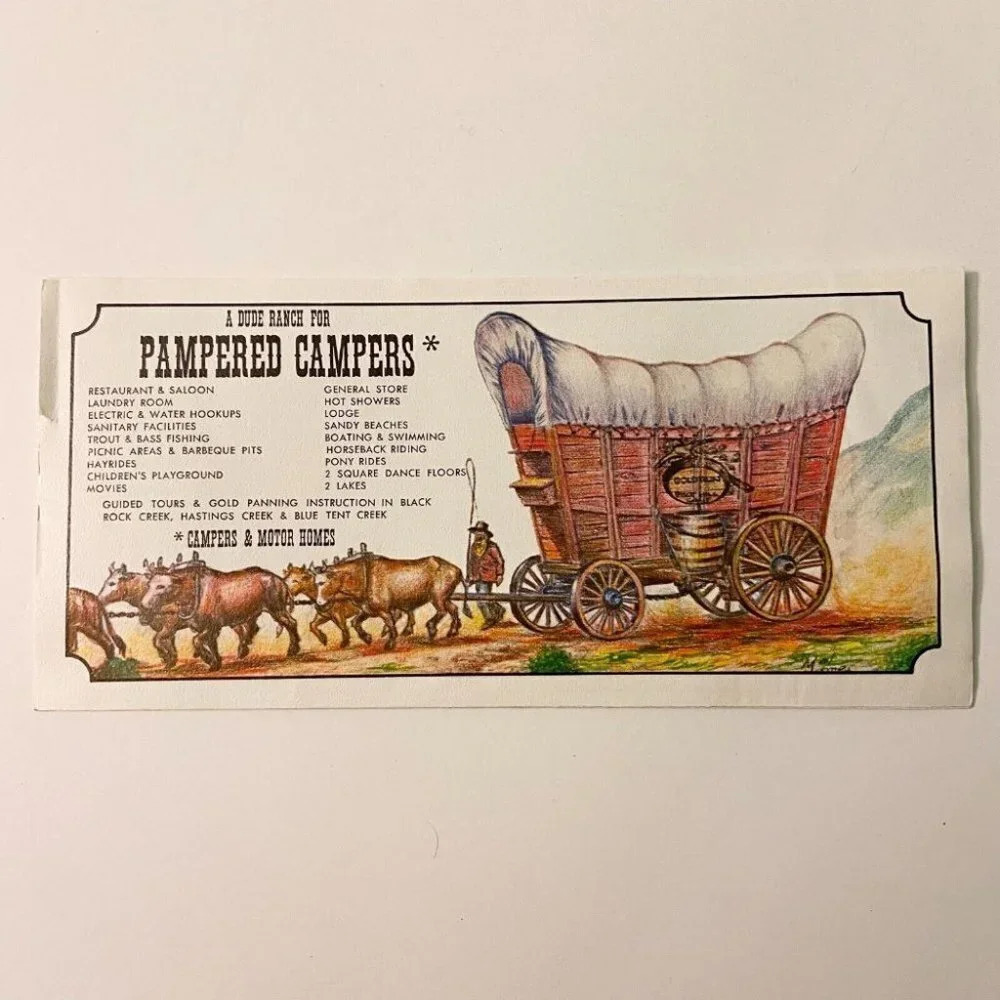 A DUDE RANCH FOR
PAMPERED CAMPERS *
RESTAURANT & SALOON
LAUNDRY ROOM
ELECTRIC & WATER HOOKUPS
SANITARY FACILITIES
TROUT & BASS FISHING
PICNIC AREAS & BARBEQUE PITS
HAYRIDES
CHILDREN'S PLAYGROUND
MOVIES
GENERAL STORE
HOT SHOWERS
LODGE
SANDY BEACHES
BOATING & SWIMMING
HORSEBACK RIDING
PONY RIDES
2 SQUARE DANCE FLOORS
2 LAKES
GUIDED TOURS & GOLD PANNING INSTRUCTION IN BLACK
ROCK CREEK, HASTINGS CREEK & BLUE TENT CREEK
* CAMPERS & MOTOR HOMES